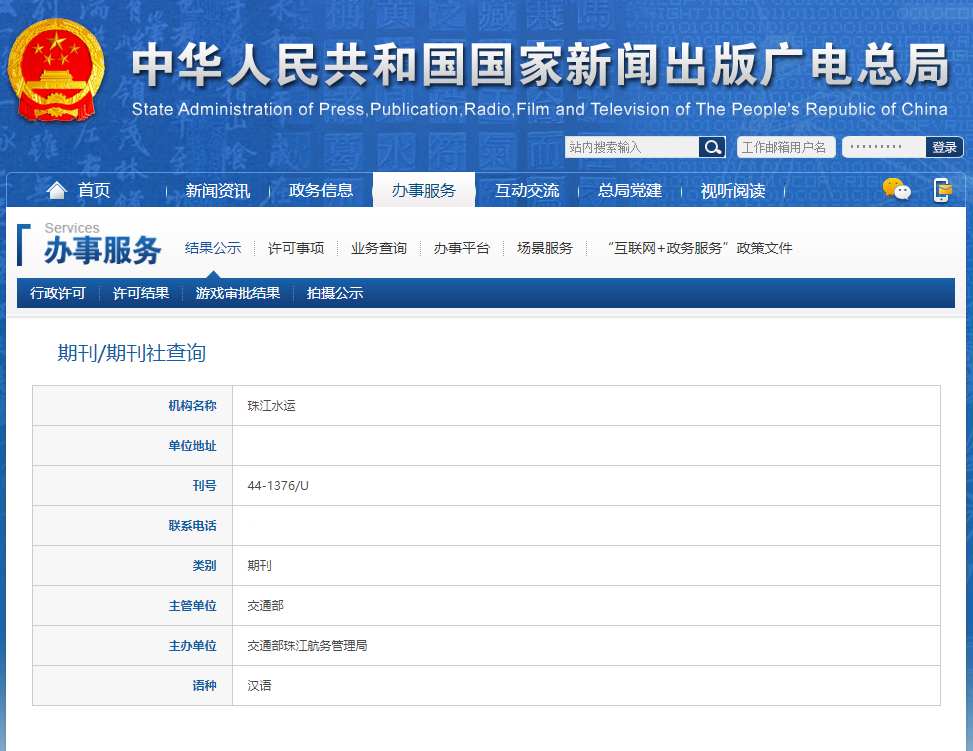 中华人民共和国国家新闻出版广电总局
State Administration of Press,Publication,Radio,Film and Television of The People's Republic of China
站内搜索输入 工作邮箱用户名 ········· 登录
首页 新闻资讯 政务信息 办事服务 互动交流 总局党建 视听阅读
Services
办事服务 结果公示 许可事项 业务查询 办事平台 场景服务 “互联网+政务服务”政策文件
行政许可 许可结果 游戏审批结果 拍摄公示
期刊/期刊社查询
机构名称 珠江水运
单位地址
刊号 44-1376/U
联系电话
类别 期刊
主管单位 交通部
主办单位 交通部珠江航务管理局
语种 汉语